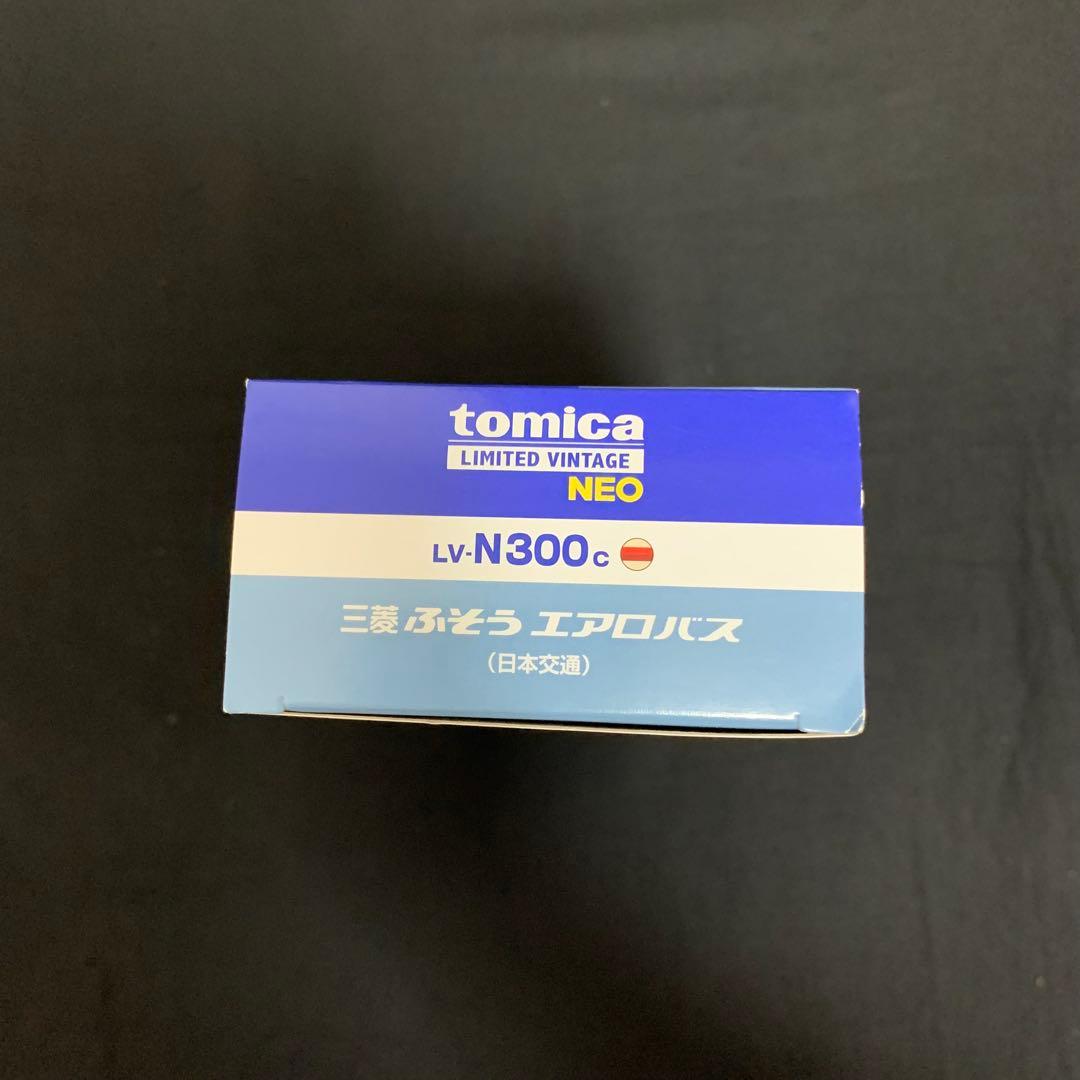 tomica
LIMITED VINTAGE
NEO
LV-N300c
三菱 ふそう エアロバス
(日本交通)